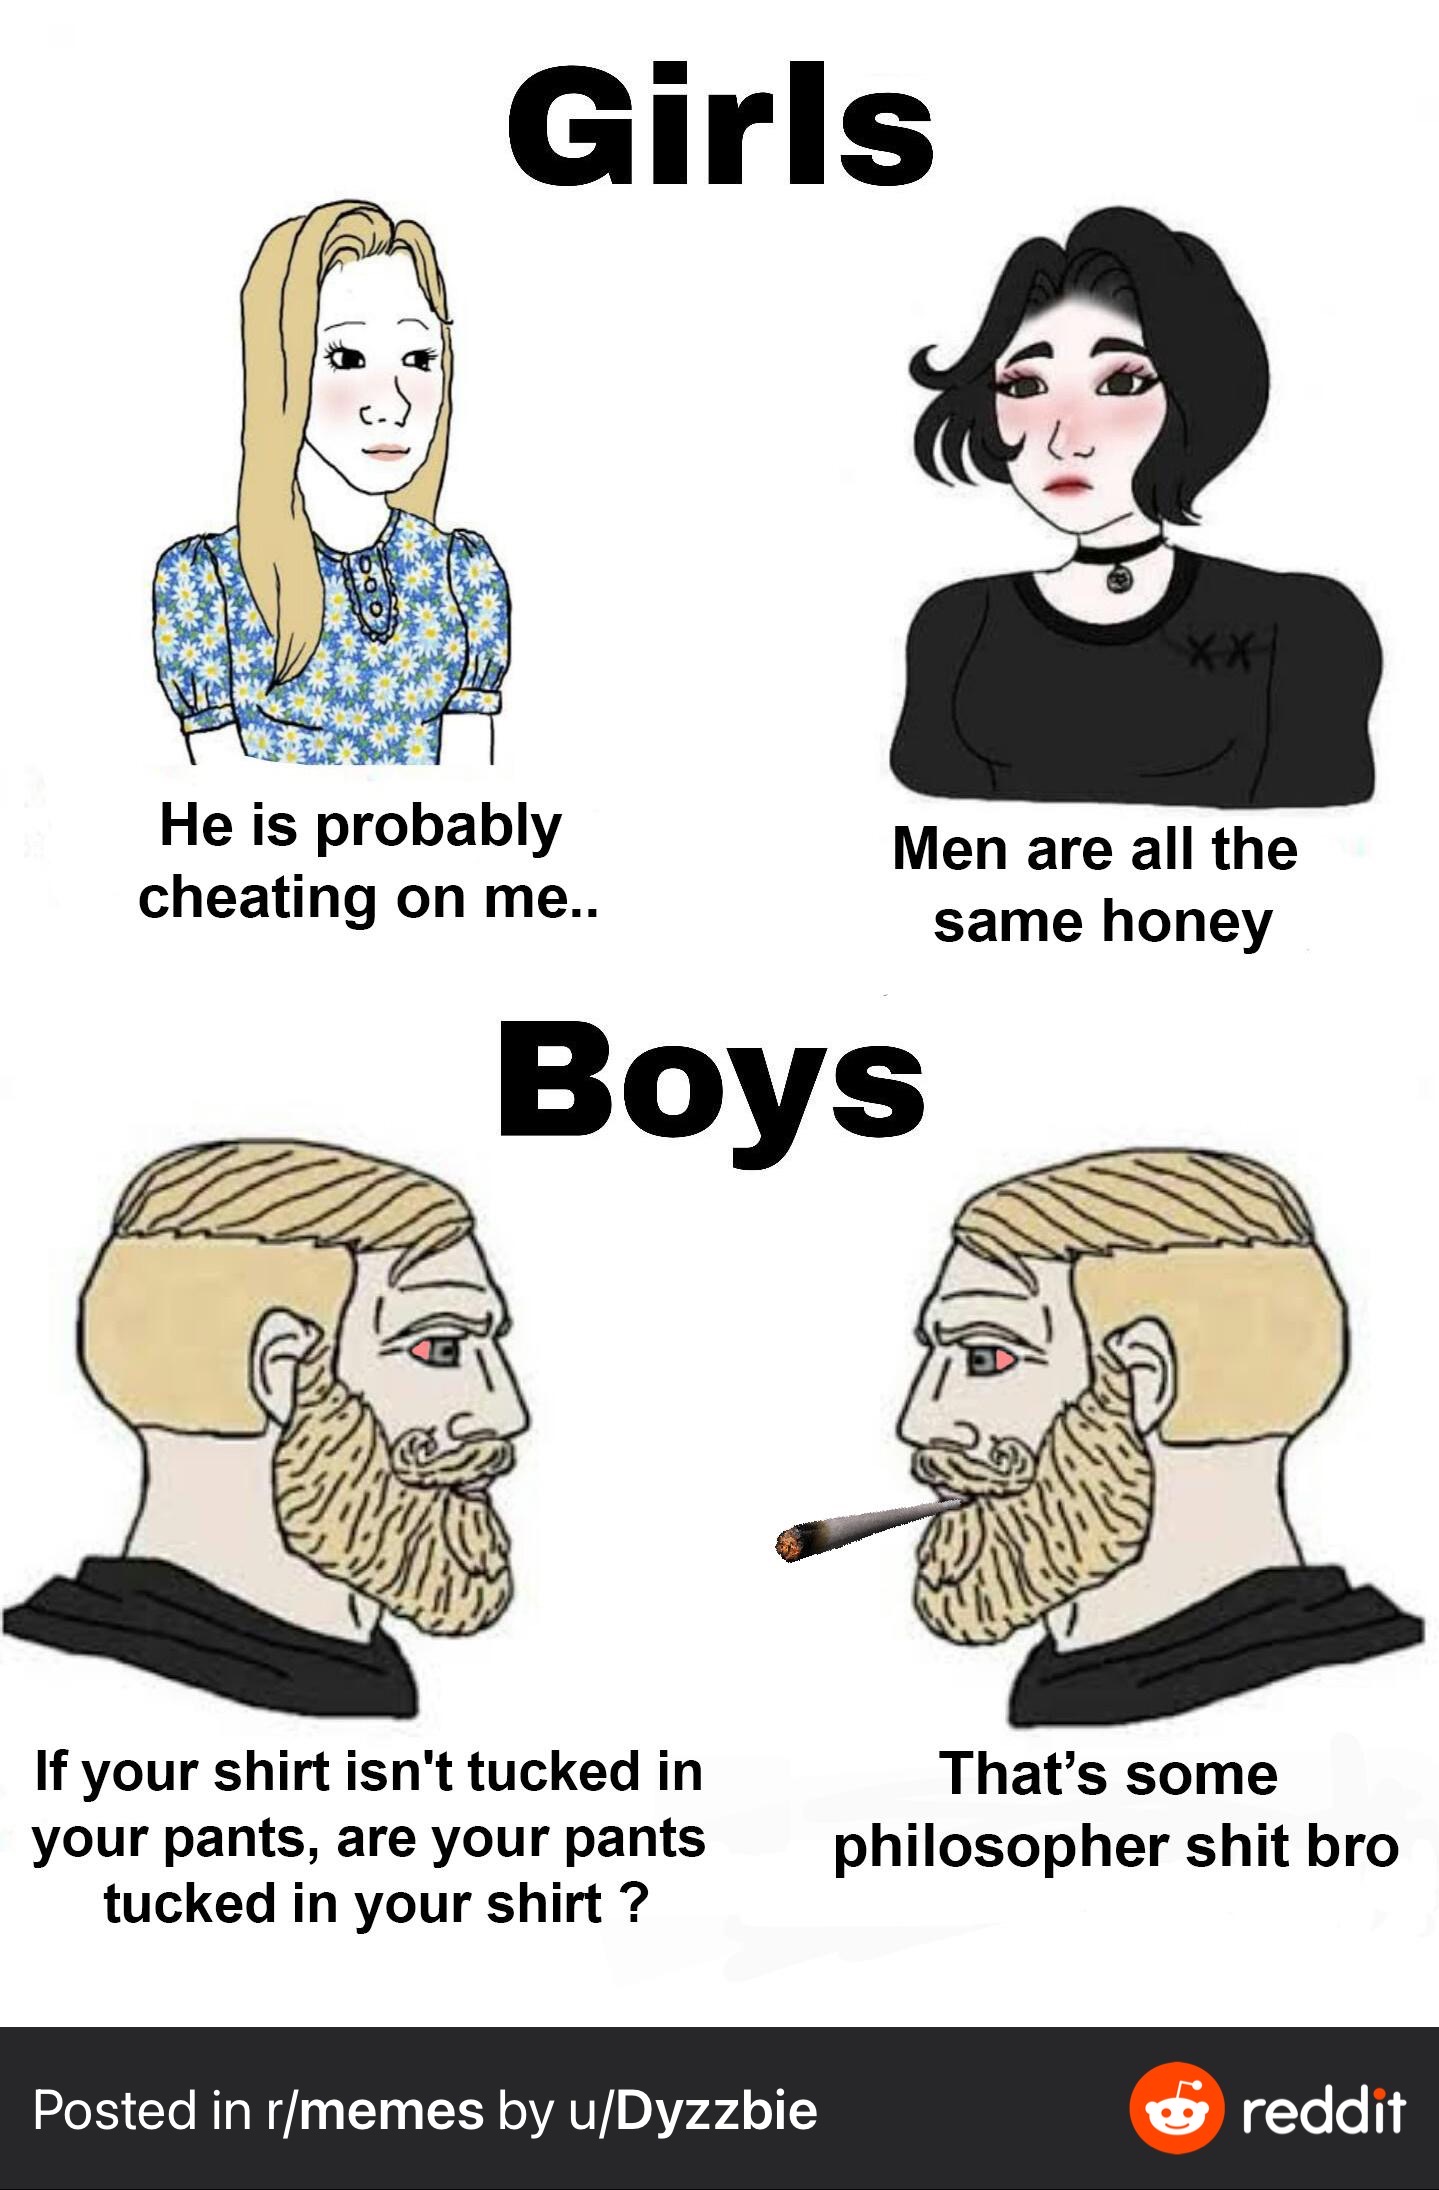 Girls
He is probably
cheating on me..
Men are all the
same honey
Boys
If your shirt isn't tucked in
your pants, are your pants
tucked in your shirt ?
That’s some
philosopher shit bro
Posted in r/memes by u/Dyzzbie
reddit